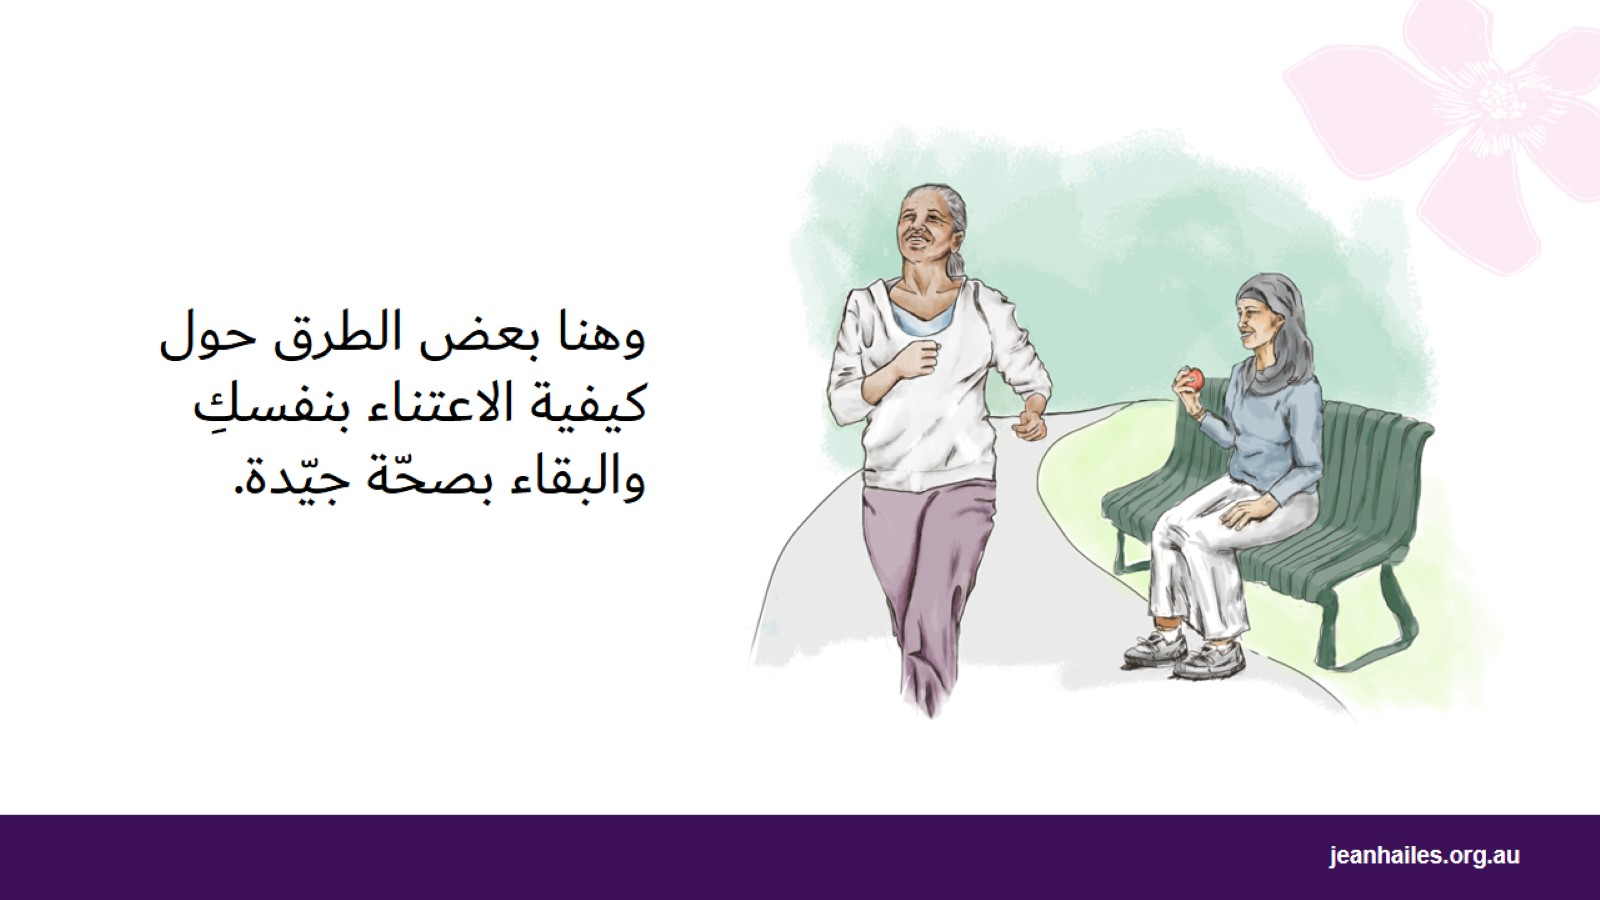 وهنا بعض الطرق حول
كيفية الاعتناء بنفسكِ
والبقاء بصحّة جيّدة.
jeanhailes.org.au